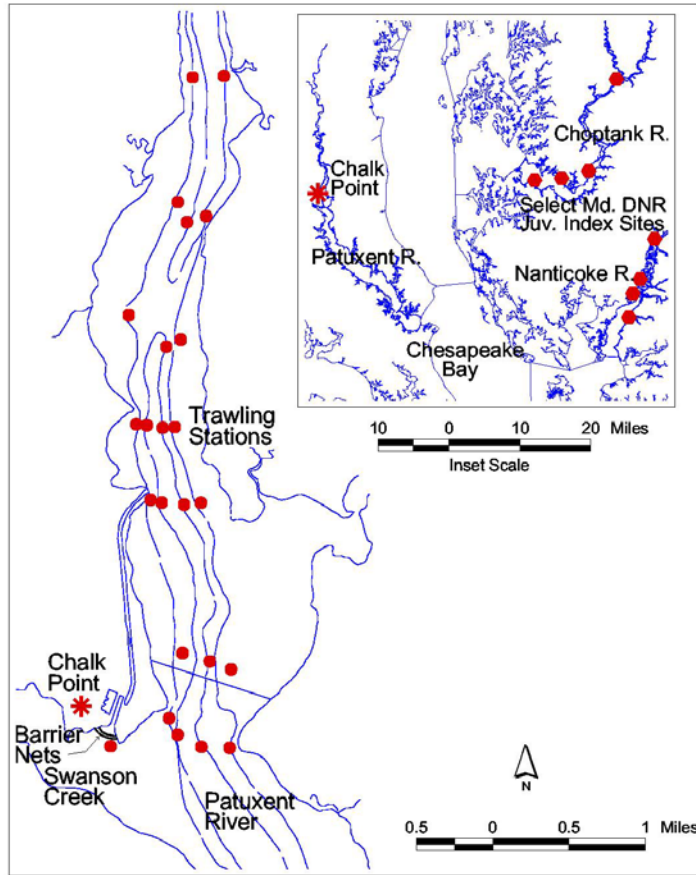 Choptank R.
Chalk
Point
Select Md. DNR
Juv. Index Sites
Patuxent R.
Nanticoke R.
Chesapeake
Bay
10 0 10 20 Miles
Inset Scale
Trawling
Stations
Chalk
Point
Barrier
Nets
Swanson
Creek
Patuxent
River
N
0.5 0 0.5 1 Miles